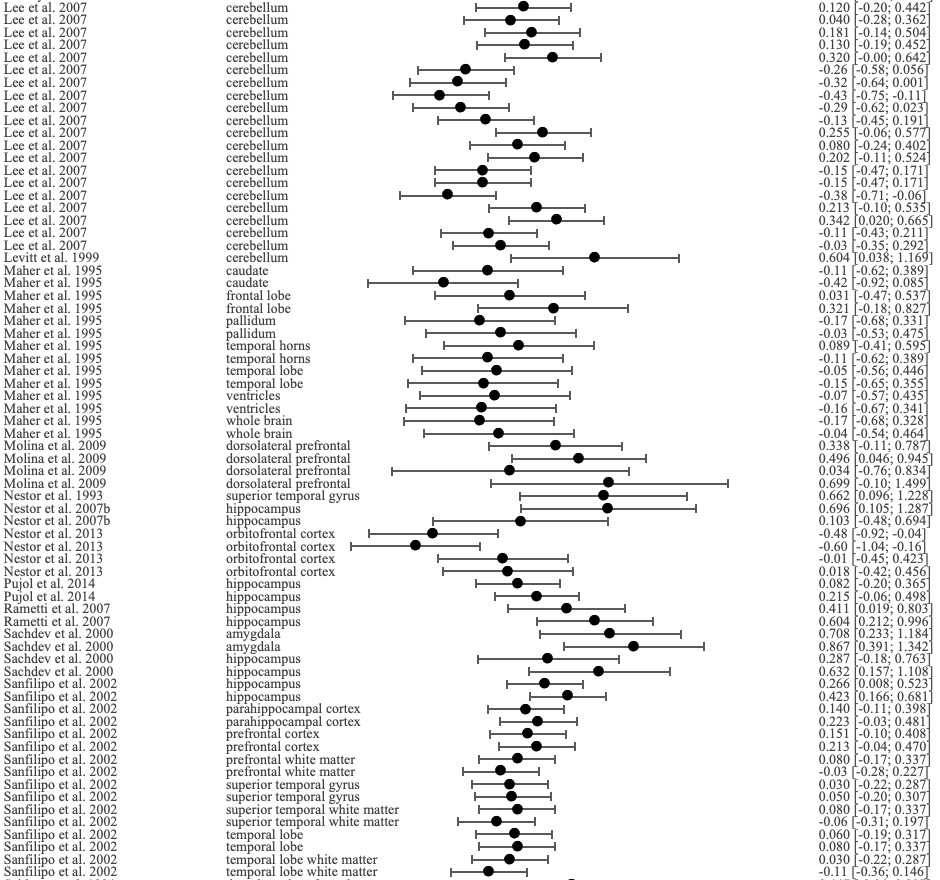 Lee et al. 2007 cerebellum 0.120 [-0.20; 0.442]
Lee et al. 2007 cerebellum 0.040 [-0.28; 0.362]
Lee et al. 2007 cerebellum 0.181 [-0.14; 0.504]
Lee et al. 2007 cerebellum 0.130 [-0.19; 0.452]
Lee et al. 2007 cerebellum 0.320 [-0.00; 0.642]
Lee et al. 2007 cerebellum -0.26 [-0.58; 0.056]
Lee et al. 2007 cerebellum -0.32 [-0.64; 0.001]
Lee et al. 2007 cerebellum -0.43 [-0.75; -0.11]
Lee et al. 2007 cerebellum -0.29 [-0.62; 0.023]
Lee et al. 2007 cerebellum -0.13 [-0.45; 0.191]
Lee et al. 2007 cerebellum 0.255 [-0.06; 0.577]
Lee et al. 2007 cerebellum 0.080 [-0.24; 0.402]
Lee et al. 2007 cerebellum 0.202 [-0.11; 0.524]
Lee et al. 2007 cerebellum -0.15 [-0.47; 0.171]
Lee et al. 2007 cerebellum -0.15 [-0.47; 0.171]
Lee et al. 2007 cerebellum -0.38 [-0.71; -0.06]
Lee et al. 2007 cerebellum 0.213 [-0.10; 0.535]
Lee et al. 2007 cerebellum 0.342 [0.020; 0.665]
Lee et al. 2007 cerebellum -0.11 [-0.43; 0.211]
Lee et al. 2007 cerebellum -0.03 [-0.35; 0.292]
Levitt et al. 1999 cerebellum 0.604 [0.038; 1.169]
Maher et al. 1995 caudate -0.11 [-0.62; 0.389]
Maher et al. 1995 caudate -0.42 [-0.92; 0.085]
Maher et al. 1995 frontal lobe 0.031 [-0.47; 0.537]
Maher et al. 1995 frontal lobe 0.321 [-0.18; 0.827]
Maher et al. 1995 pallidum -0.17 [-0.68; 0.331]
Maher et al. 1995 pallidum -0.03 [-0.53; 0.475]
Maher et al. 1995 temporal horns 0.089 [-0.41; 0.595]
Maher et al. 1995 temporal horns -0.11 [-0.62; 0.389]
Maher et al. 1995 temporal lobe -0.05 [-0.56; 0.446]
Maher et al. 1995 temporal lobe -0.15 [-0.65; 0.355]
Maher et al. 1995 ventricles -0.07 [-0.57; 0.435]
Maher et al. 1995 ventricles -0.16 [-0.67; 0.341]
Maher et al. 1995 whole brain -0.17 [-0.68; 0.328]
Maher et al. 1995 whole brain -0.04 [-0.54; 0.464]
Molina et al. 2009 dorsolateral prefrontal 0.338 [-0.11; 0.787]
Molina et al. 2009 dorsolateral prefrontal 0.496 [0.046; 0.945]
Molina et al. 2009 dorsolateral prefrontal 0.034 [-0.76; 0.834]
Molina et al. 2009 dorsolateral prefrontal 0.699 [-0.10; 1.499]
Nestor et al. 1993 superior temporal gyrus 0.662 [0.096; 1.228]
Nestor et al. 2007b hippocampus 0.696 [0.105; 1.287]
Nestor et al. 2007b hippocampus 0.103 [-0.48; 0.694]
Nestor et al. 2013 orbitofrontal cortex -0.48 [-0.92; -0.04]
Nestor et al. 2013 orbitofrontal cortex -0.60 [-1.04; -0.16]
Nestor et al. 2013 orbitofrontal cortex -0.01 [-0.45; 0.423]
Nestor et al. 2013 orbitofrontal cortex 0.018 [-0.42; 0.456]
Pujol et al. 2014 hippocampus 0.082 [-0.20; 0.365]
Pujol et al. 2014 hippocampus 0.215 [-0.06; 0.498]
Rametti et al. 2007 hippocampus 0.411 [0.019; 0.803]
Rametti et al. 2007 hippocampus 0.604 [0.212; 0.996]
Sachdev et al. 2000 amygdala 0.708 [0.233; 1.184]
Sachdev et al. 2000 amygdala 0.867 [0.391; 1.342]
Sachdev et al. 2000 hippocampus 0.287 [-0.18; 0.763]
Sachdev et al. 2000 hippocampus 0.632 [0.157; 1.108]
Sanfilipo et al. 2002 hippocampus 0.266 [0.008; 0.523]
Sanfilipo et al. 2002 hippocampus 0.423 [0.166; 0.681]
Sanfilipo et al. 2002 parahippocampal cortex 0.140 [-0.11; 0.398]
Sanfilipo et al. 2002 parahippocampal cortex 0.223 [-0.03; 0.481]
Sanfilipo et al. 2002 prefrontal cortex 0.151 [-0.10; 0.408]
Sanfilipo et al. 2002 prefrontal cortex 0.213 [-0.04; 0.470]
Sanfilipo et al. 2002 prefrontal white matter 0.080 [-0.17; 0.337]
Sanfilipo et al. 2002 prefrontal white matter -0.03 [-0.28; 0.227]
Sanfilipo et al. 2002 superior temporal gyrus 0.030 [-0.22; 0.287]
Sanfilipo et al. 2002 superior temporal gyrus 0.050 [-0.20; 0.307]
Sanfilipo et al. 2002 superior temporal white matter 0.080 [-0.17; 0.337]
Sanfilipo et al. 2002 superior temporal white matter -0.06 [-0.31; 0.197]
Sanfilipo et al. 2002 temporal lobe 0.060 [-0.19; 0.317]
Sanfilipo et al. 2002 temporal lobe 0.080 [-0.17; 0.337]
Sanfilipo et al. 2002 temporal lobe white matter 0.030 [-0.22; 0.287]
Sanfilipo et al. 2002 temporal lobe white matter -0.11 [-0.36; 0.146]